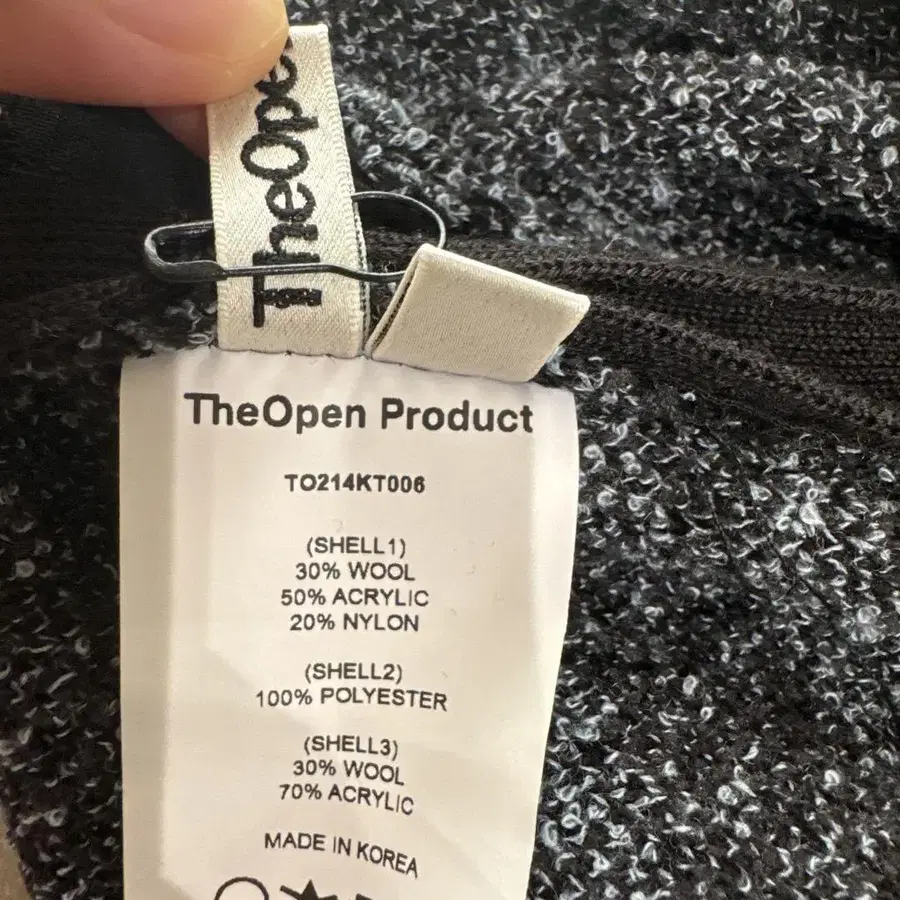 TheOpe
TheOpen Product
TO214KT006
(SHELL1)
30% WOOL
50% ACRYLIC
20% NYLON
(SHELL2)
100% POLYESTER
(SHELL3)
30% WOOL
70% ACRYLIC
MADE IN KOREA